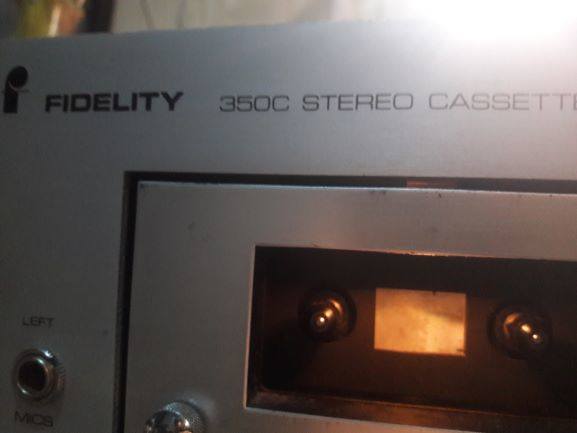 FIDELITY 350C STEREO CASSETTE
LEFT
MICS